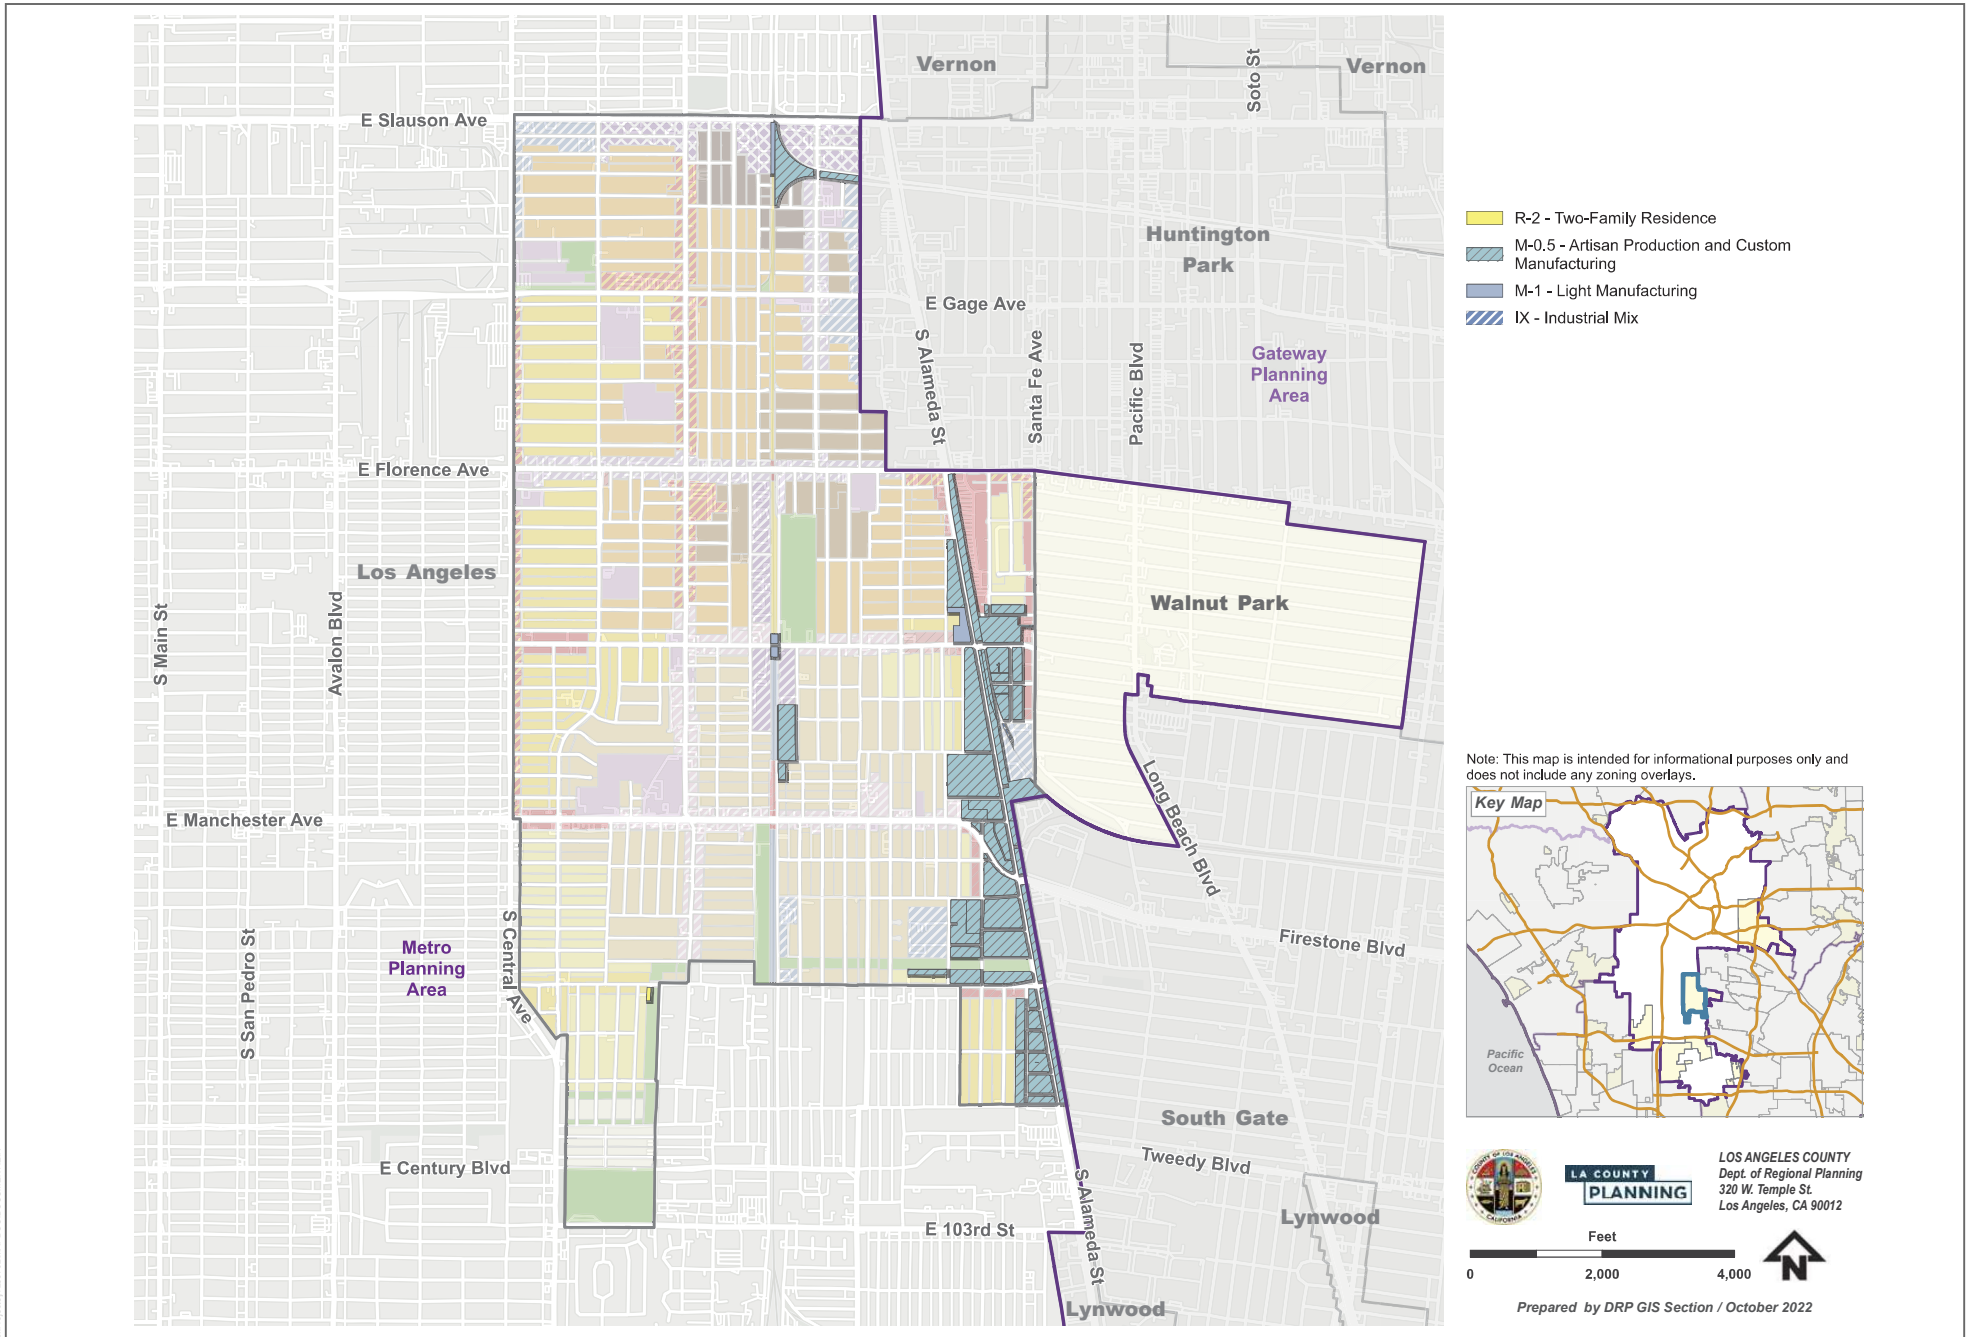 Vernon
Vernon
Soto St
E Slauson Ave
Huntington
Park
E Gage Ave
S Alameda St
Santa Fe Ave
Pacific Blvd
Gateway
Planning
Area
E Florence Ave
Los Angeles
Walnut Park
S Main St
Avalon Blvd
1
Long Beach Blvd
E Manchester Ave
Firestone Blvd
S Central Ave
S San Pedro St
Metro
Planning
Area
South Gate
Tweedy Blvd
E Century Blvd
S Alameda St
E 103rd St
Lynwood
Lynwood
R-2 - Two-Family Residence
M-0.5 - Artisan Production and Custom
Manufacturing
M-1 - Light Manufacturing
IX - Industrial Mix
Note: This map is intended for informational purposes only and
does not include any zoning overlays.
Key Map
Pacific
Ocean
COUNTY OF LOS ANGELES
CALIFORNIA
LA COUNTY
PLANNING
LOS ANGELES COUNTY
Dept. of Regional Planning
320 W. Temple St.
Los Angeles, CA 90012
Feet
0 2,000 4,000
N
Prepared by DRP GIS Section / October 2022